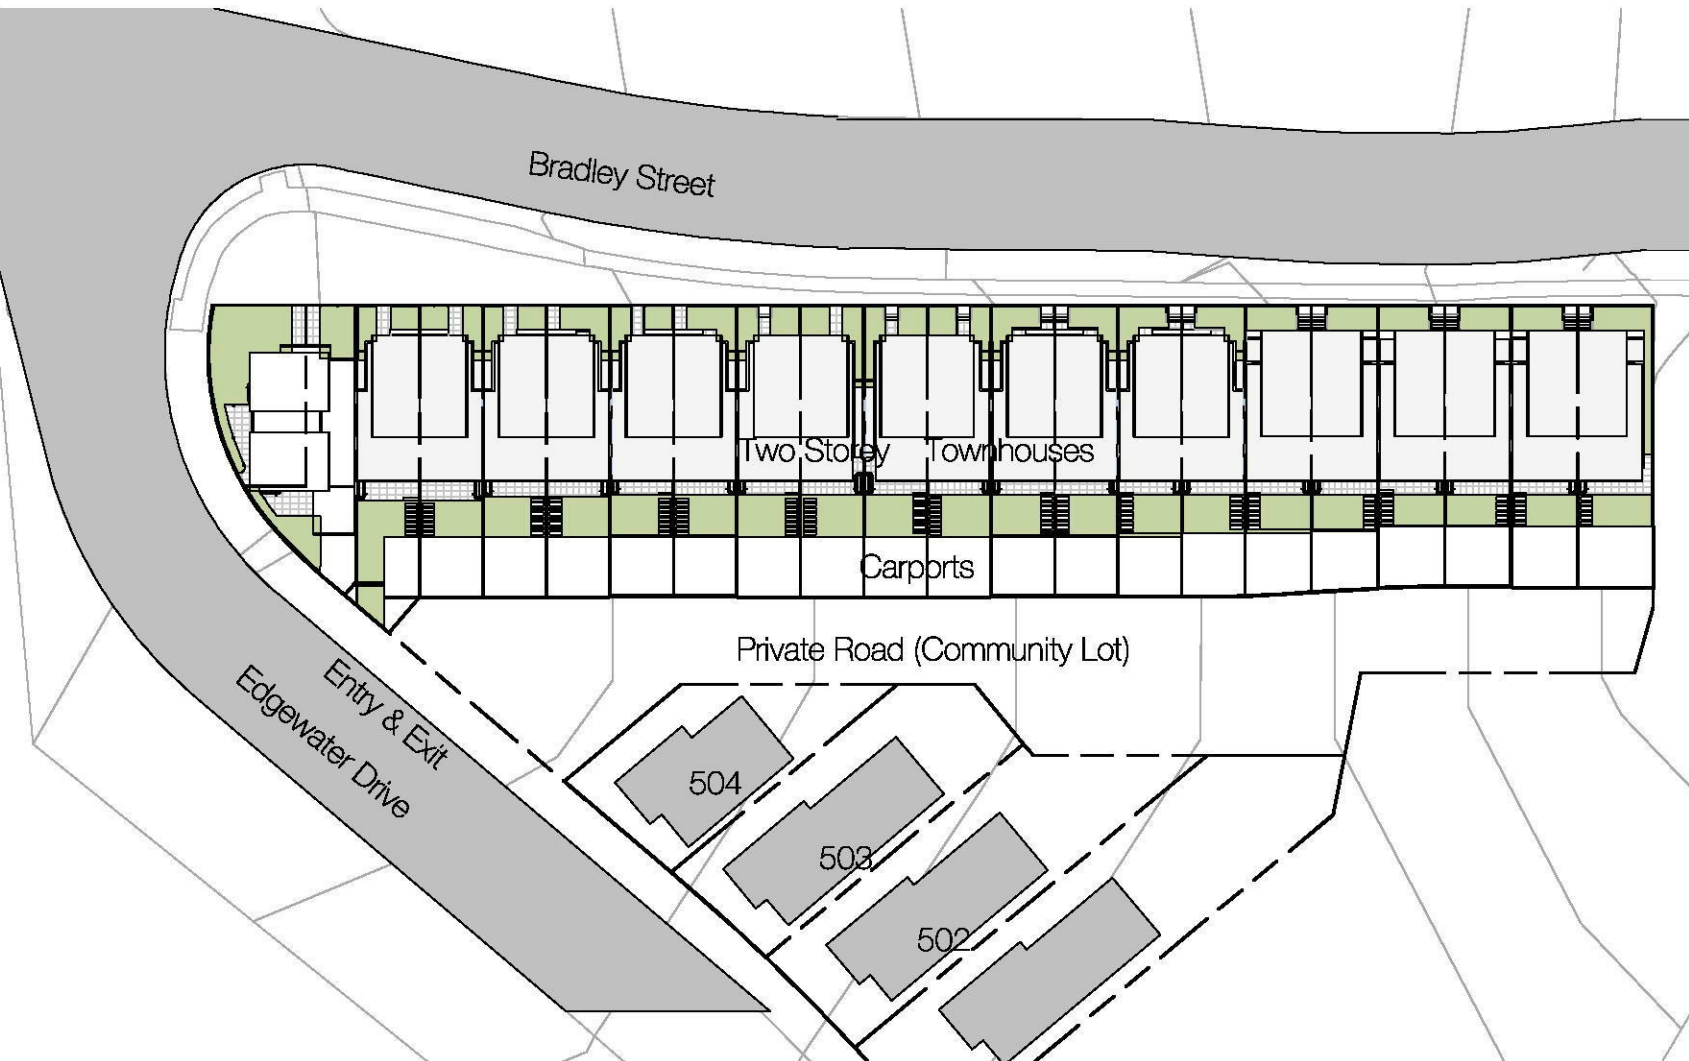 Bradley Street
Two Storey Townhouses
Carports
Private Road (Community Lot)
Entry & Exit
Edgewater Drive
504
503
502